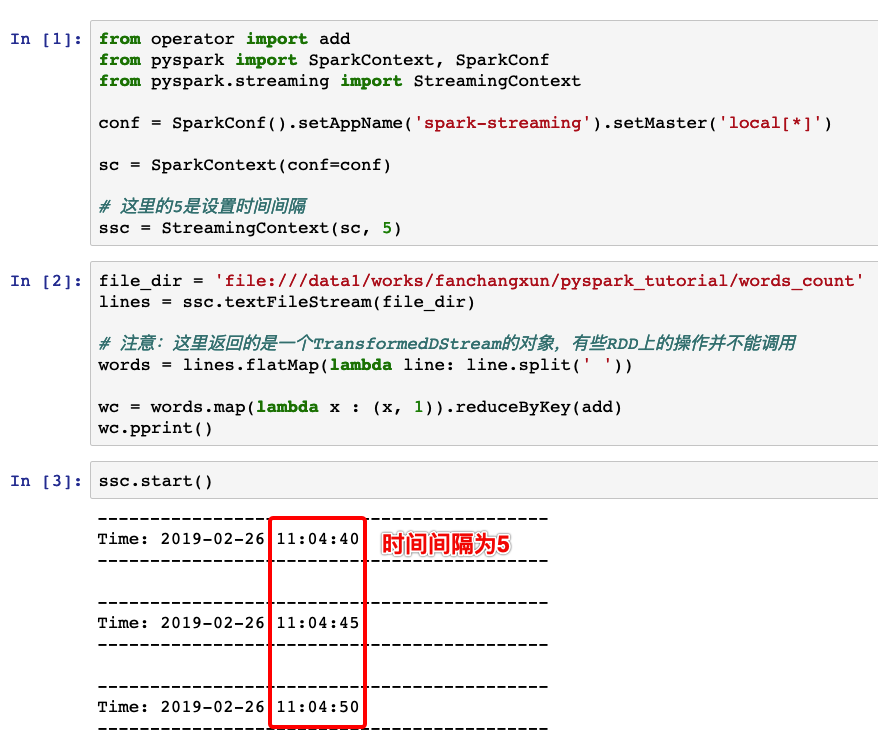 In [1]: from operator import add
from pyspark import SparkContext, SparkConf
from pyspark.streaming import StreamingContext
conf = SparkConf().setAppName('spark-streaming').setMaster('local[*]')
sc = SparkContext(conf=conf)
# 这里的5是设置时间间隔
ssc = StreamingContext(sc, 5)
In [2]: file_dir = 'file:///data1/works/fanchangxun/pyspark_tutorial/words_count'
lines = ssc.textFileStream(file_dir)
# 注意：这里返回的是一个TransformedDStream的对象，有些RDD上的操作并不能调用
words = lines.flatMap(lambda line: line.split(' '))
wc = words.map(lambda x : (x, 1)).reduceByKey(add)
wc.pprint()
In [3]: ssc.start()
-------------------------------------------
Time: 2019-02-26 11:04:40 时间间隔为5
-------------------------------------------
-------------------------------------------
Time: 2019-02-26 11:04:45
-------------------------------------------
-------------------------------------------
Time: 2019-02-26 11:04:50
-------------------------------------------